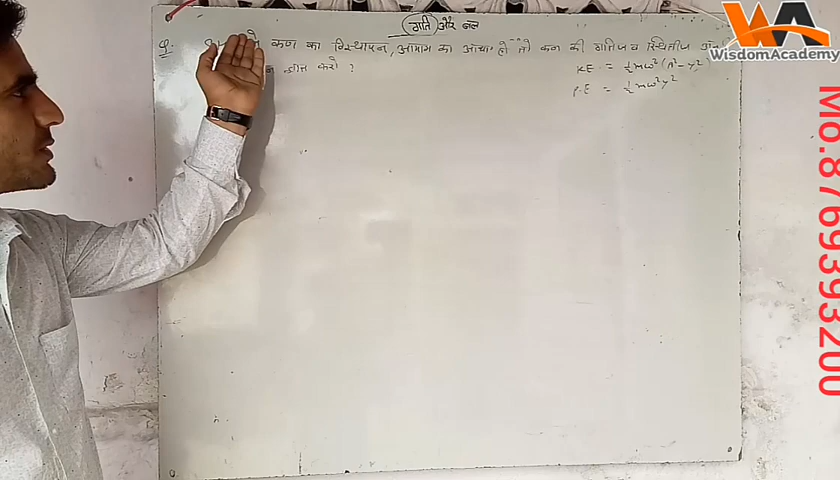 गति और बल
Q. कण का विस्थापन, आयाम का आधा हो तो कण की गतिज व स्थितीज
ज्ञात करो ?
K.E. = ½mω²(A²-y²)
P.E = ½mω²y²
WA
WisdomAcademy
Mo.8769393200